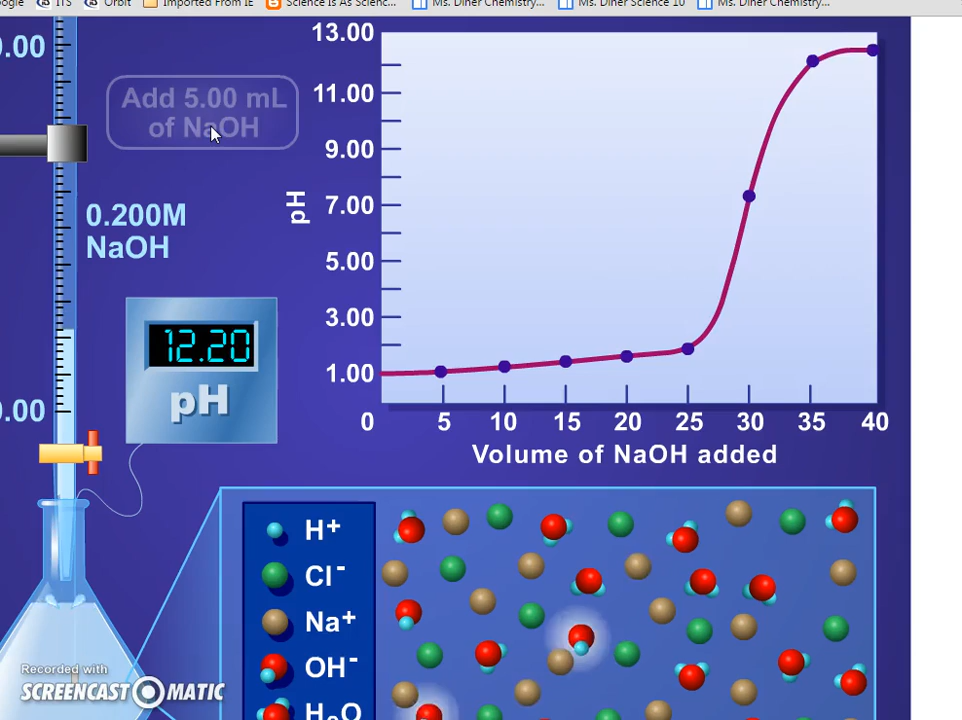 ogle
ITS
Orbit
Imported From IE
Science Is As Scienc...
Ms. Diner Chemistry...
Ms. Diner Science 10
Ms. Diner Chemistry...
0.00
Add 5.00 mL
of NaOH
0.200M
NaOH
12.20
pH
0.00
pH
13.00
11.00
9.00
7.00
5.00
3.00
1.00
0 5 10 15 20 25 30 35 40
Volume of NaOH added
H+
Cl-
Na+
OH-
H2O
Recorded with
SCREENCAST O MATIC